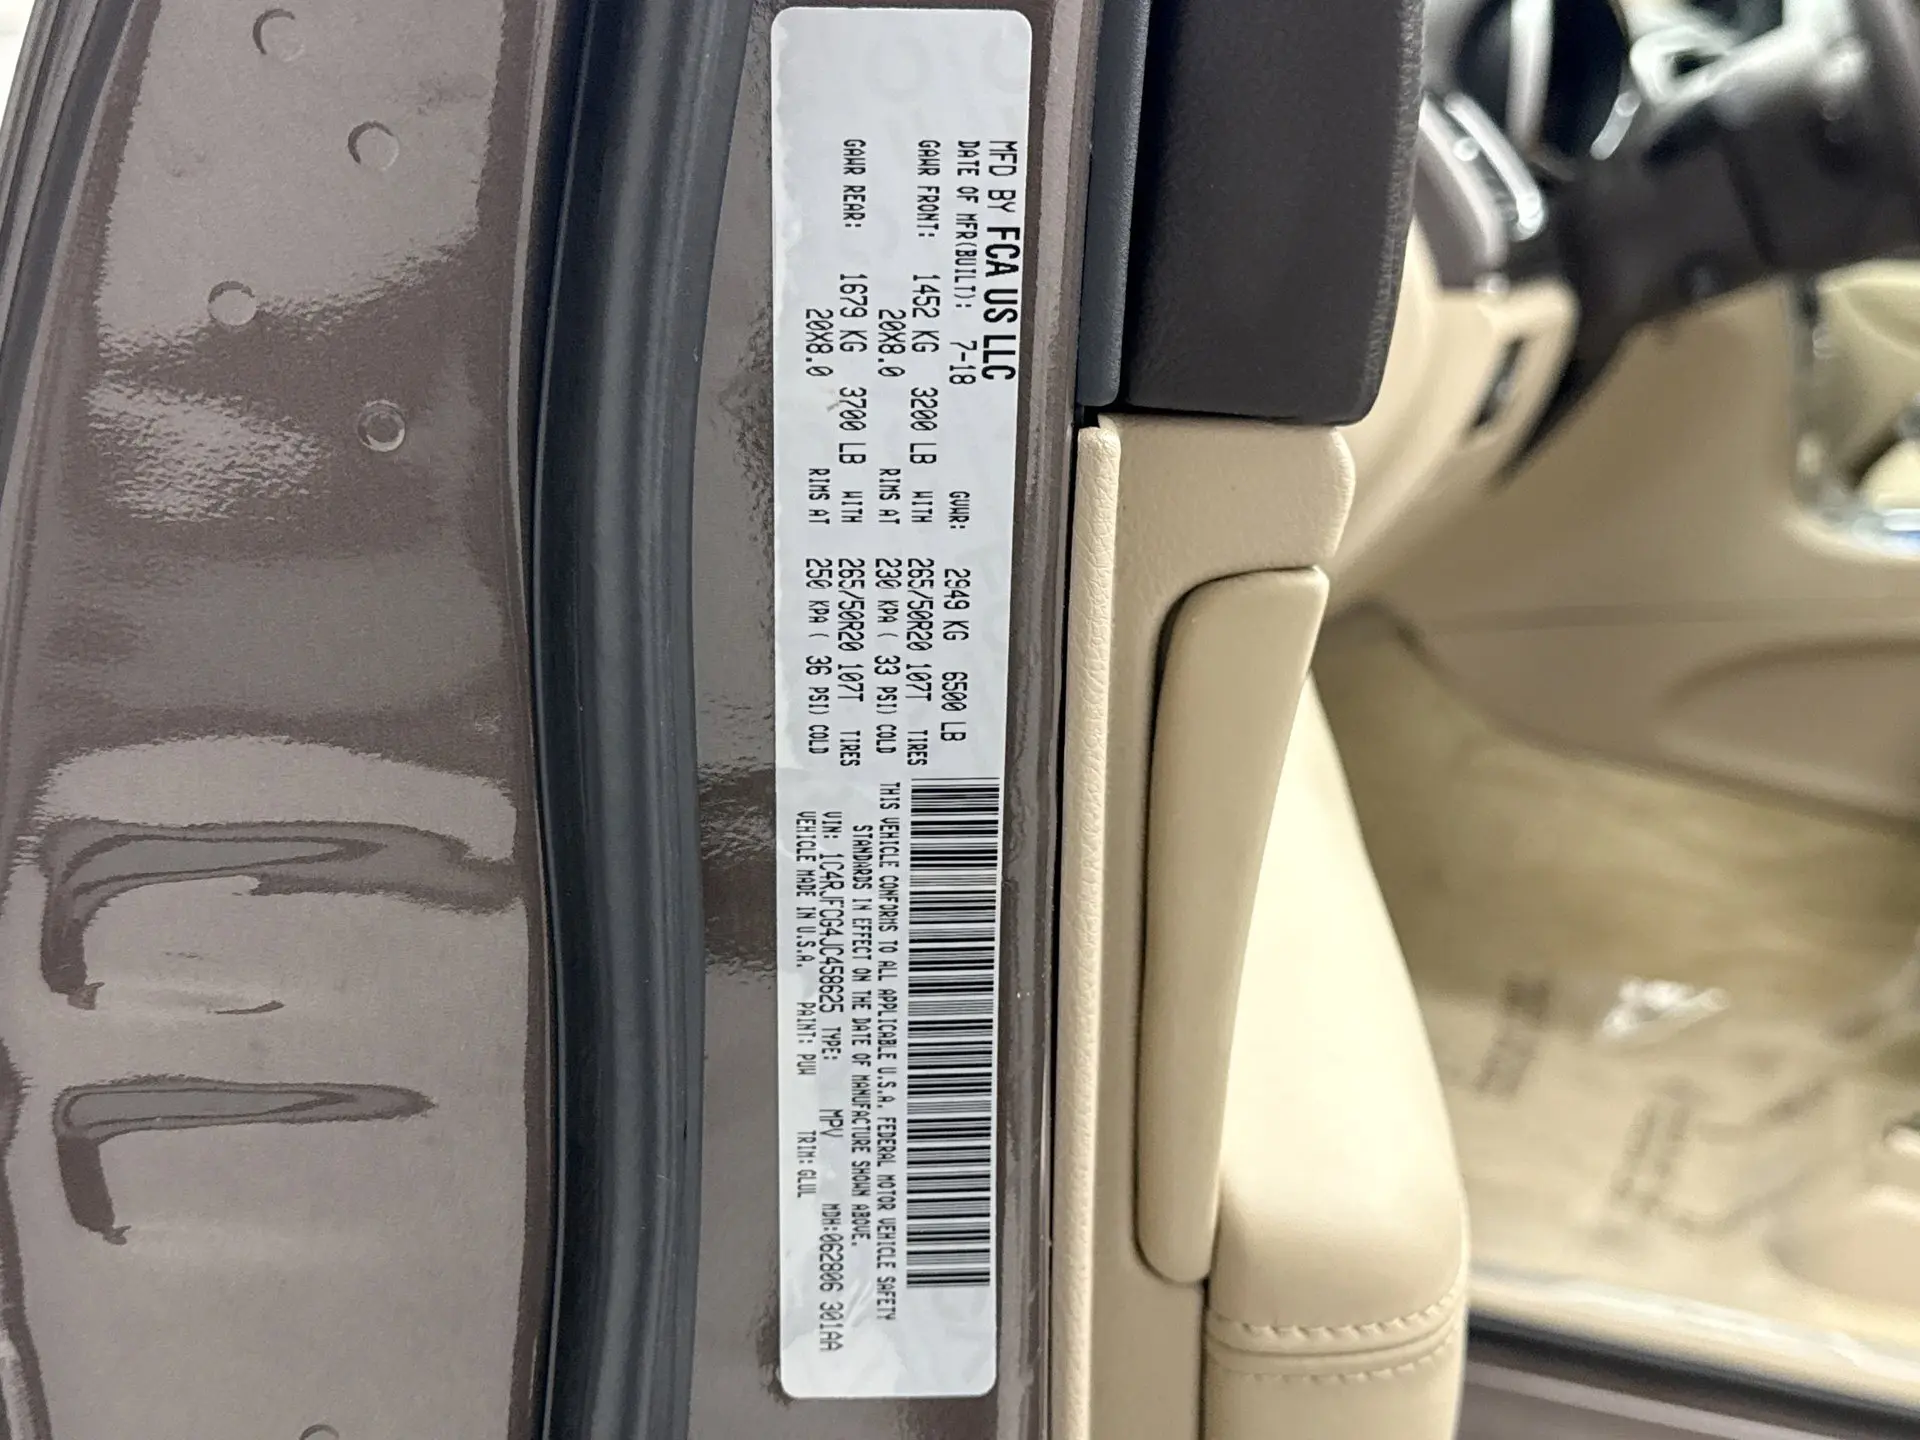 MFD BY FCA US LLC
DATE OF MFR(BUILT): 7-18 GVWR: 2949 KG 6500 LB
GAWR FRONT: 1452 KG 3200 LB WITH 265/50R20 107T TIRES
20X8.0 RIMS AT 230 KPA ( 33 PSI) COLD
GAWR REAR: 1679 KG 3700 LB WITH 265/50R20 107T TIRES
20X8.0 RIMS AT 250 KPA ( 36 PSI) COLD
THIS VEHICLE CONFORMS TO ALL APPLICABLE U.S.A. FEDERAL MOTOR VEHICLE SAFETY
STANDARDS IN EFFECT ON THE DATE OF MANUFACTURE SHOWN ABOVE.
VIN: 1C4RJFCG4JC458625 TYPE: MPV MDH:062806 301AA
VEHICLE MADE IN U.S.A. PAINT: PUW TRIM: GLUL